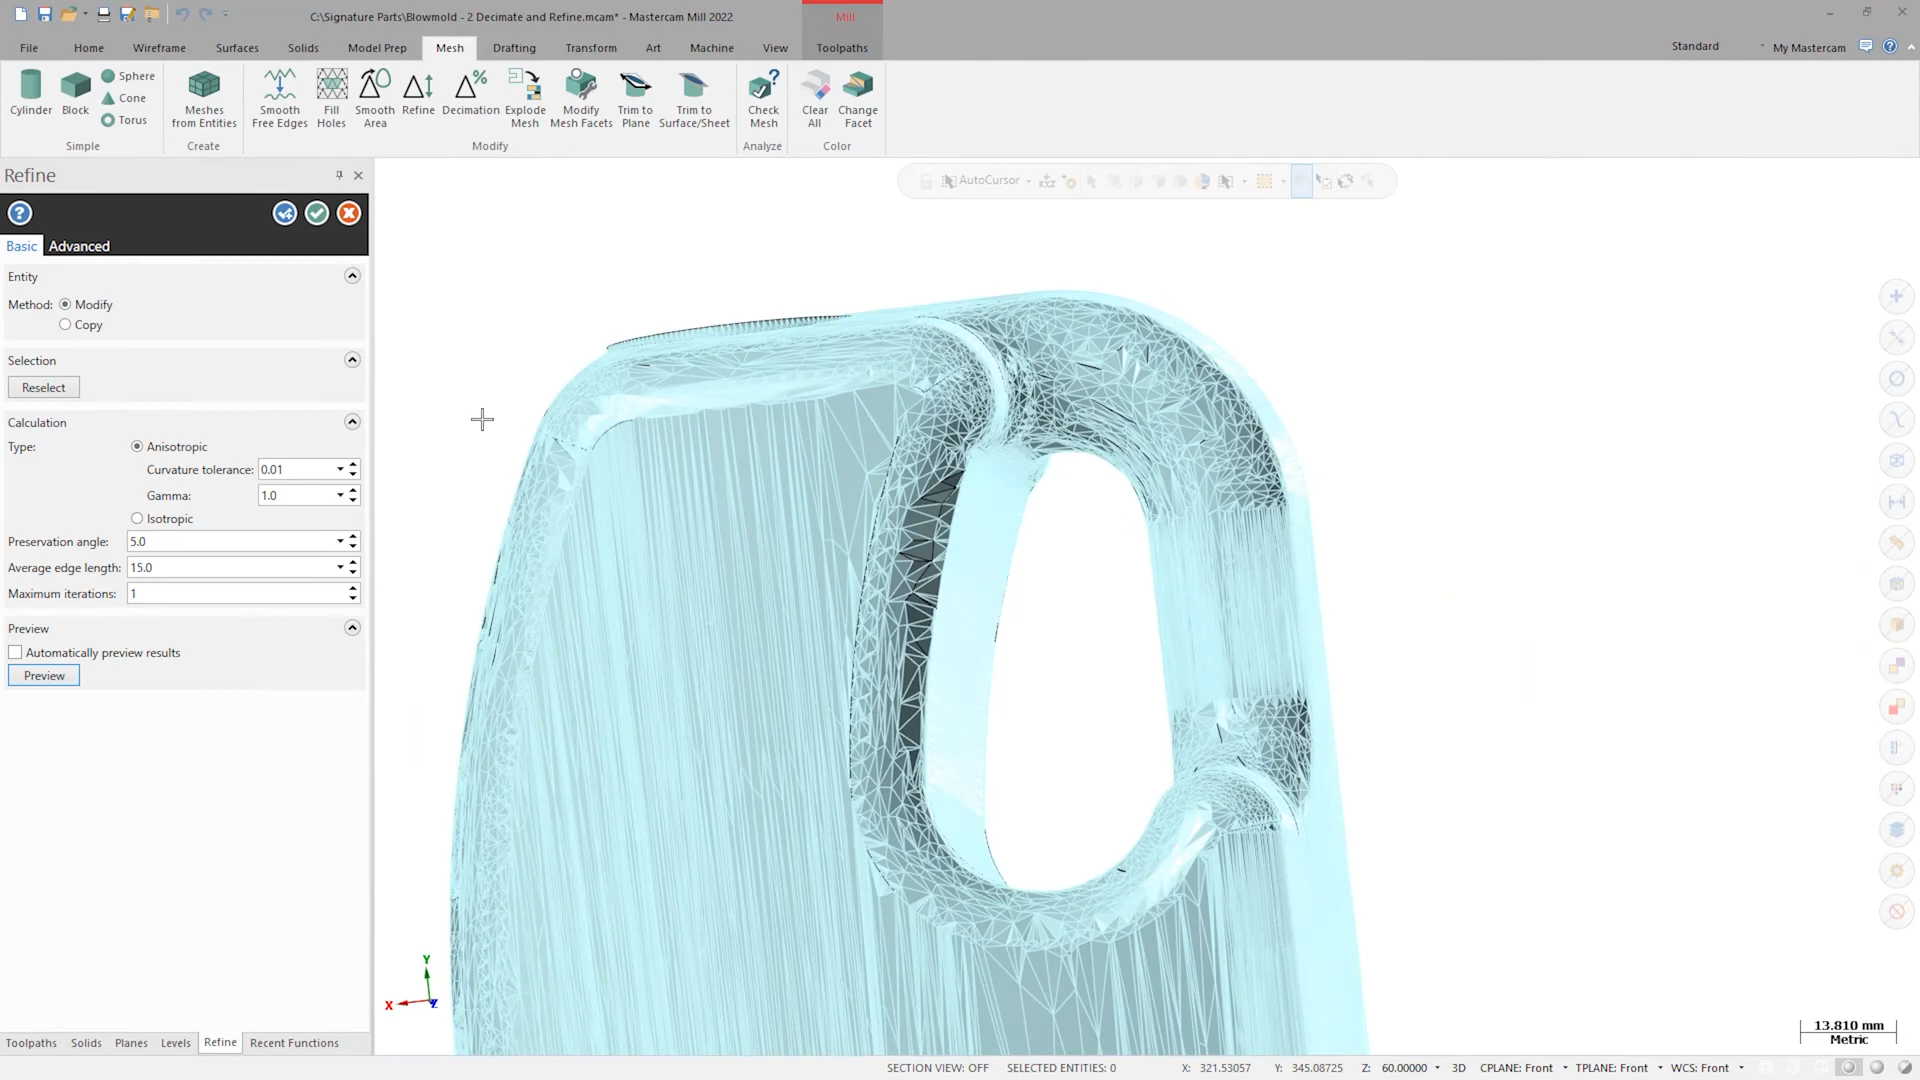 C:\Signature Parts\Blowmold - 2 Decimate and Refine.mcam* - Mastercam Mill 2022
Mill
File Home Wireframe Surfaces Solids Model Prep Mesh Drafting Transform Art Machine View Toolpaths
Standard My Mastercam
Cylinder
Block
Sphere
Cone
Torus
Simple
Meshes from Entities
Create
Smooth Free Edges
Fill Holes
Smooth Area
Refine
Decimation
Explode Mesh
Modify Mesh Facets
Trim to Plane
Trim to Surface/Sheet
Modify
Check Mesh
Analyze
Clear All
Change Facet
Color
Refine
AutoCursor
Basic Advanced
Entity
Method: Modify
Copy
Selection
Reselect
Calculation
Type: Anisotropic
Curvature tolerance: 0.01
Gamma: 1.0
Isotropic
Preservation angle: 5.0
Average edge length: 15.0
Maximum iterations: 1
Preview
Automatically preview results
Preview
Y
X
Z
13.810 mm
Metric
Toolpaths Solids Planes Levels Refine Recent Functions
SECTION VIEW: OFF SELECTED ENTITIES: 0 X: 321.53057 Y: 345.08725 Z: 60.00000 3D CPLANE: Front TPLANE: Front WCS: Front